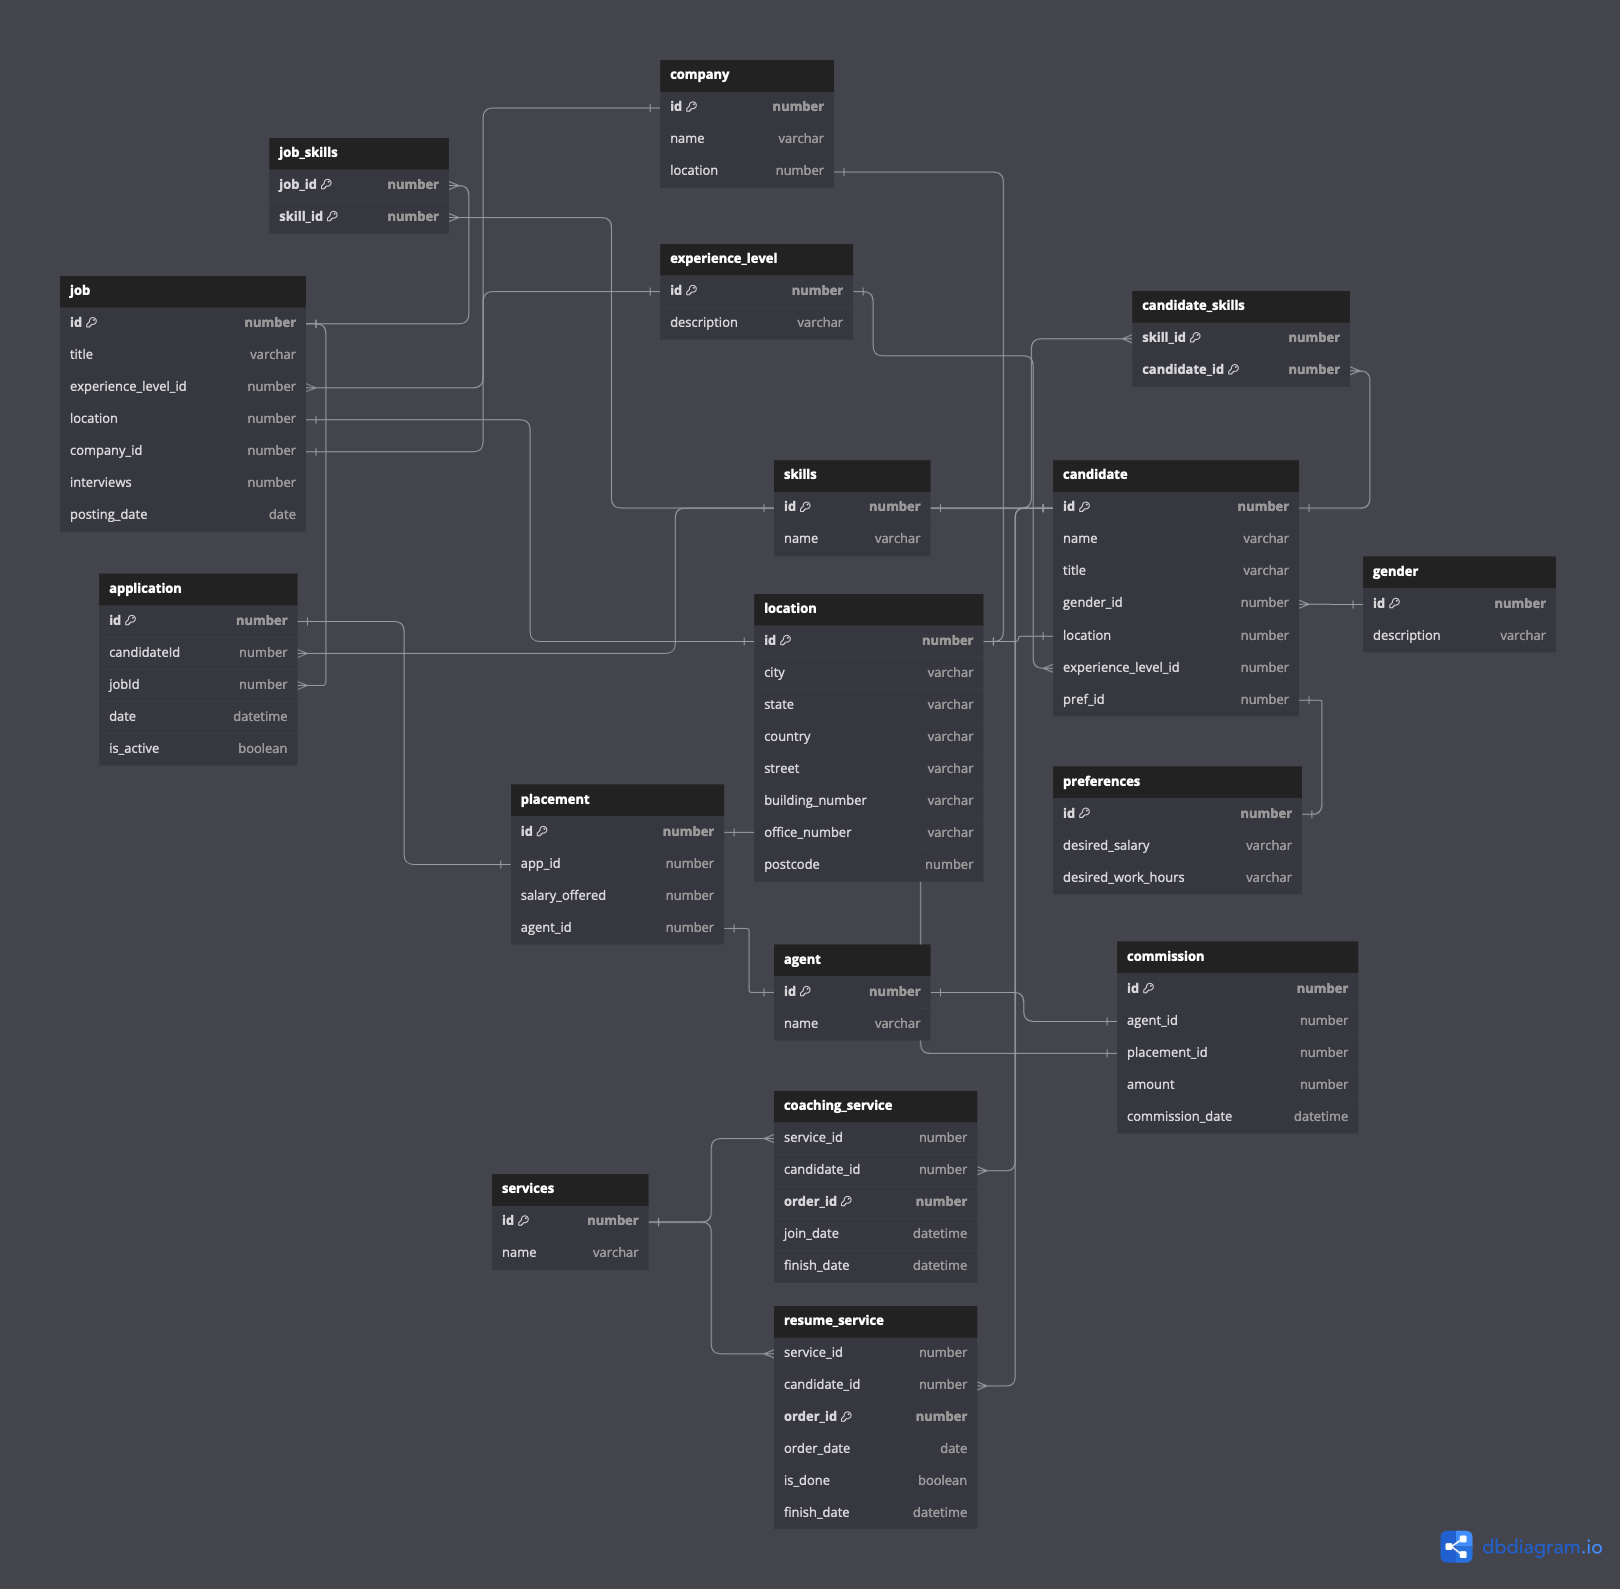 company
id number
name varchar
location number
job_skills
job_id number
skill_id number
experience_level
id number
description varchar
job
id number
title varchar
experience_level_id number
location number
company_id number
interviews number
posting_date date
candidate_skills
skill_id number
candidate_id number
skills
id number
name varchar
candidate
id number
name varchar
title varchar
gender_id number
location number
experience_level_id number
pref_id number
gender
id number
description varchar
application
id number
candidateId number
jobId number
date datetime
is_active boolean
location
id number
city varchar
state varchar
country varchar
street varchar
building_number varchar
office_number varchar
postcode number
placement
id number
app_id number
salary_offered number
agent_id number
preferences
id number
desired_salary varchar
desired_work_hours varchar
agent
id number
name varchar
commission
id number
agent_id number
placement_id number
amount number
commission_date datetime
coaching_service
service_id number
candidate_id number
order_id number
join_date datetime
finish_date datetime
services
id number
name varchar
resume_service
service_id number
candidate_id number
order_id number
order_date date
is_done boolean
finish_date datetime
dbdiagram.io